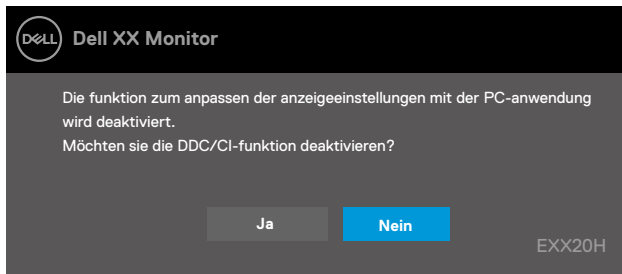 DELL
Dell XX Monitor
Die funktion zum anpassen der anzeigeeinstellungen mit der PC-anwendung
wird deaktiviert.
Möchten sie die DDC/CI-funktion deaktivieren?
Ja
Nein
EXX20H